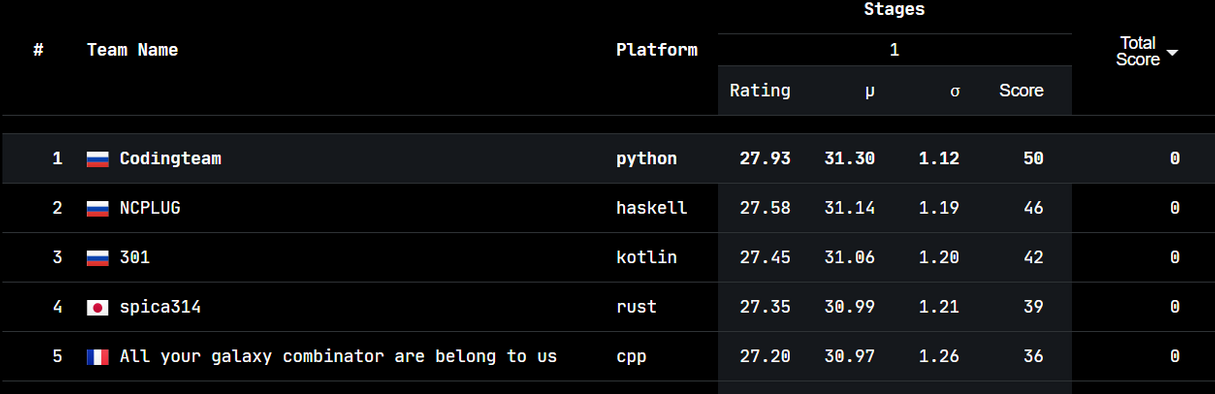 Stages
# Team Name Platform 1 Total Score
Rating μ σ Score
1 Codingteam python 27.93 31.30 1.12 50 0
2 NCPLUG haskell 27.58 31.14 1.19 46 0
3 301 kotlin 27.45 31.06 1.20 42 0
4 spica314 rust 27.35 30.99 1.21 39 0
5 All your galaxy combinator are belong to us cpp 27.20 30.97 1.26 36 0